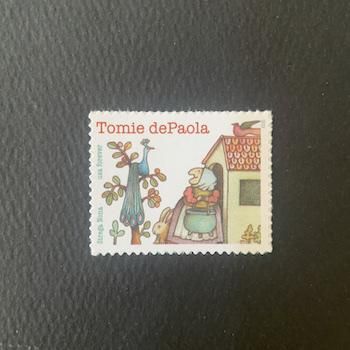 Tomie dePaola
Strega Nona usa forever